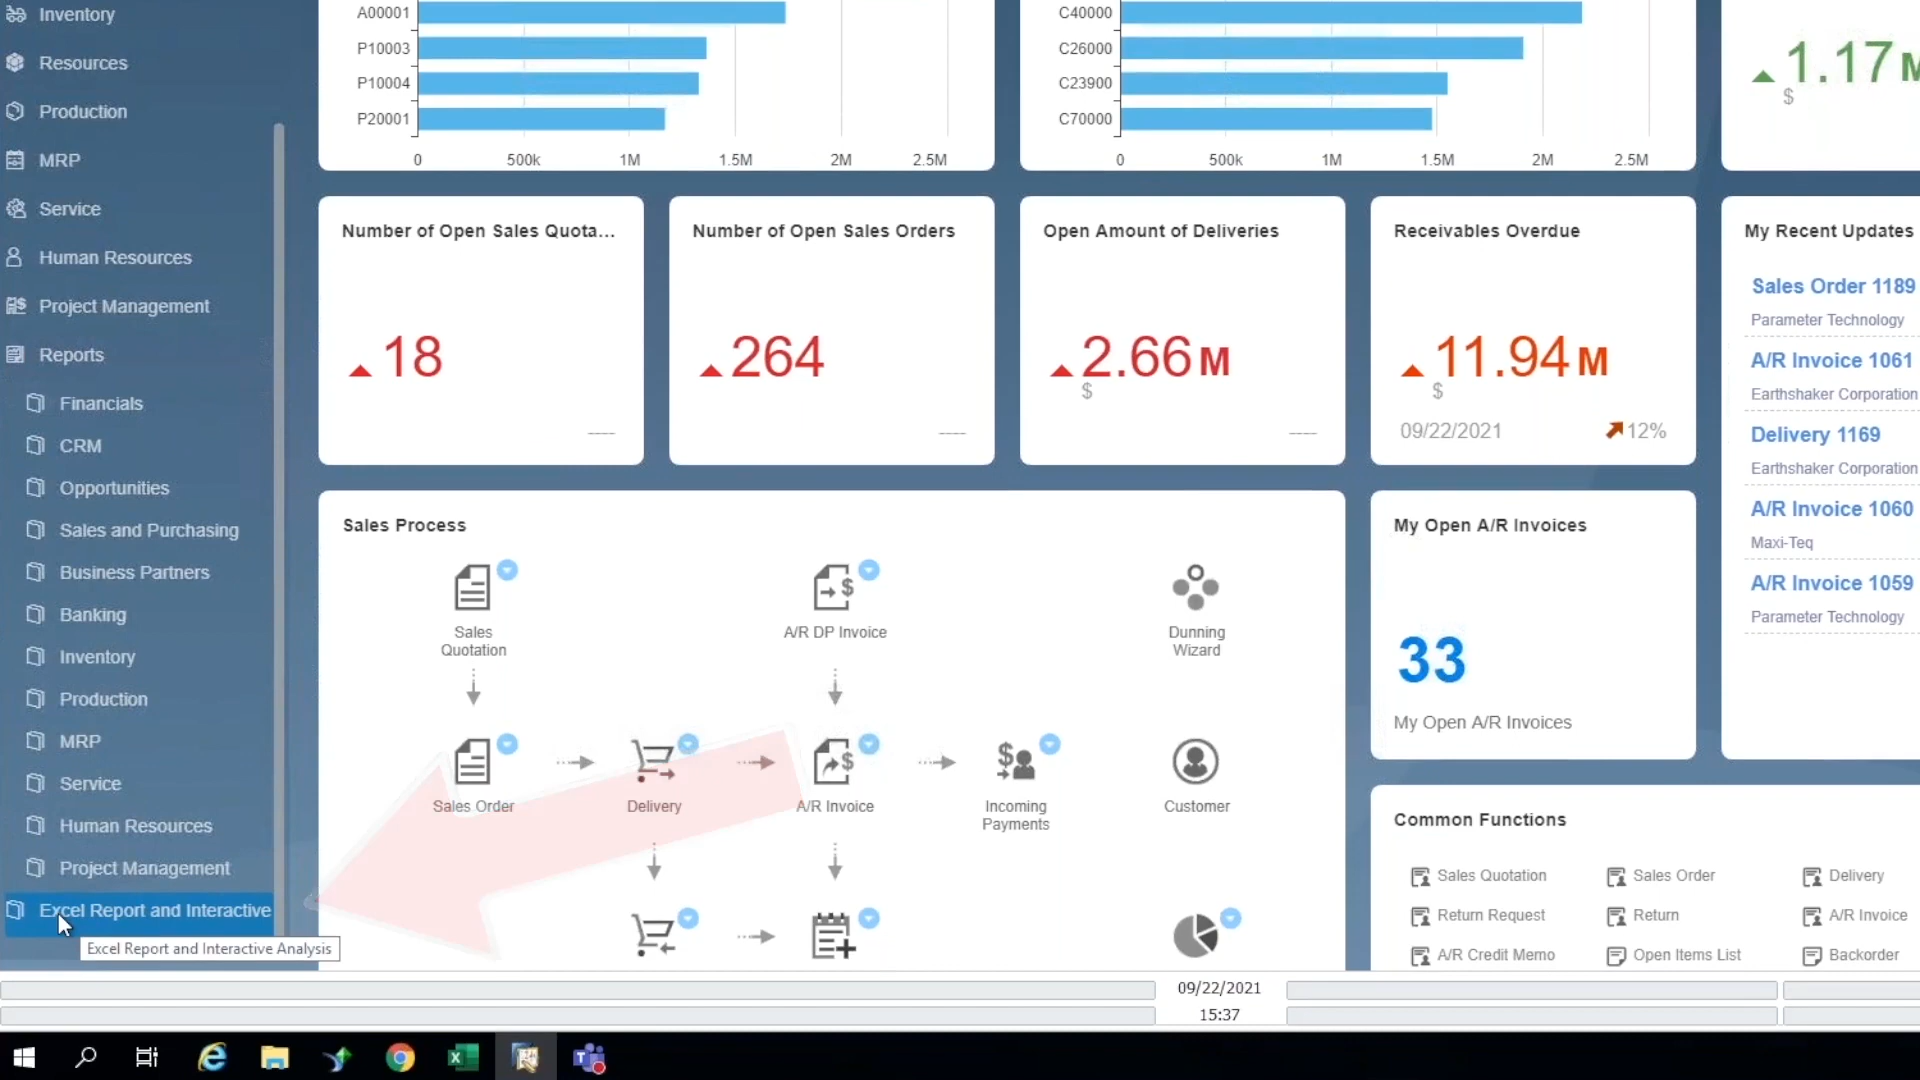 Inventory
Resources
Production
MRP
Service
Human Resources
Project Management
Reports
Financials
CRM
Opportunities
Sales and Purchasing
Business Partners
Banking
Inventory
Production
MRP
Service
Human Resources
Project Management
Excel Report and Interactive
Excel Report and Interactive Analysis
A00001
P10003
P10004
P20001
0 500k 1M 1.5M 2M 2.5M
C40000
C26000
C23900
C70000
0 500k 1M 1.5M 2M 2.5M
1.17M
$
Number of Open Sales Quota...
18
Number of Open Sales Orders
264
Open Amount of Deliveries
2.66 M
$
Receivables Overdue
11.94 M
$
09/22/2021 12%
My Recent Updates
Sales Order 1189
Parameter Technology
A/R Invoice 1061
Earthshaker Corporation
Delivery 1169
Earthshaker Corporation
A/R Invoice 1060
Maxi-Teq
A/R Invoice 1059
Parameter Technology
Sales Process
Sales
Quotation
A/R DP Invoice
Dunning
Wizard
Sales Order
Delivery
A/R Invoice
Incoming
Payments
Customer
My Open A/R Invoices
33
My Open A/R Invoices
Common Functions
Sales Quotation Sales Order Delivery
Return Request Return A/R Invoice
A/R Credit Memo Open Items List Backorder
09/22/2021
15:37